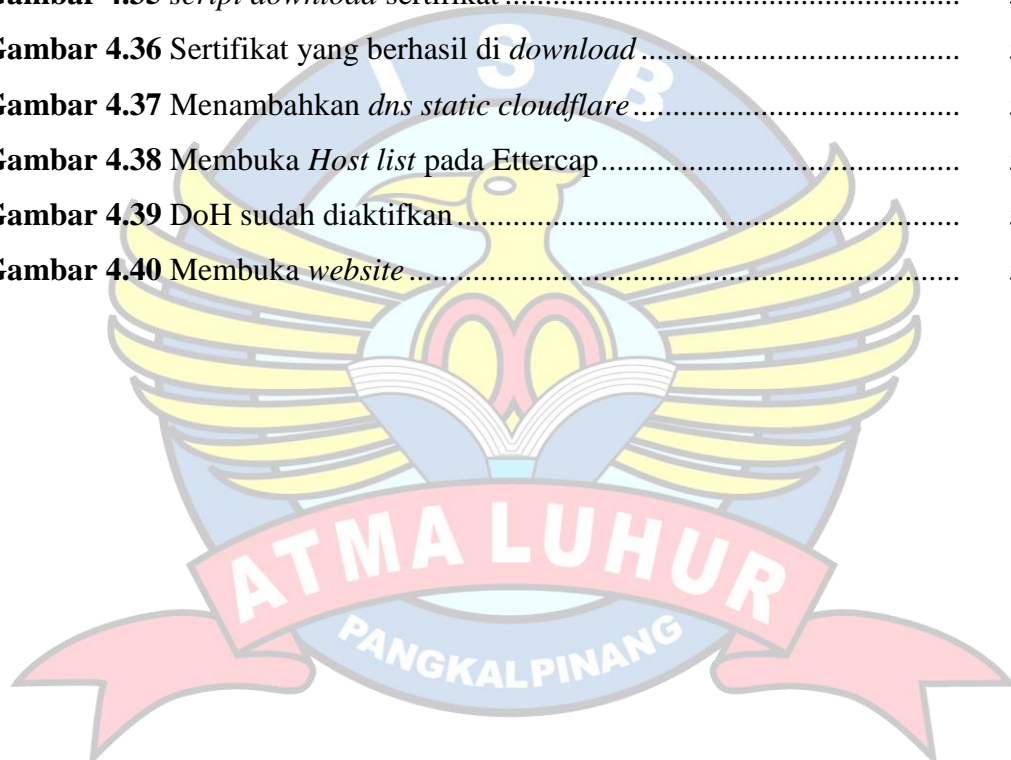 Gambar 4.35 script download sertifikat
Gambar 4.36 Sertifikat yang berhasil di download
Gambar 4.37 Menambahkan dns static cloudflare
Gambar 4.38 Membuka Host list pada Ettercap
Gambar 4.39 DoH sudah diaktifkan
Gambar 4.40 Membuka website
I S B
ATMA LUHUR
PANGKALPINANG